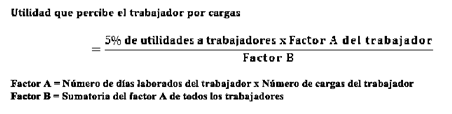 Utilidad que percibe el trabajador por cargas
= 5% de utilidades a trabajadores x Factor A del trabajador
Factor B
Factor A = Número de días laborados del trabajador x Número de cargas del trabajador
Factor B = Sumatoria del factor A de todos los trabajadores